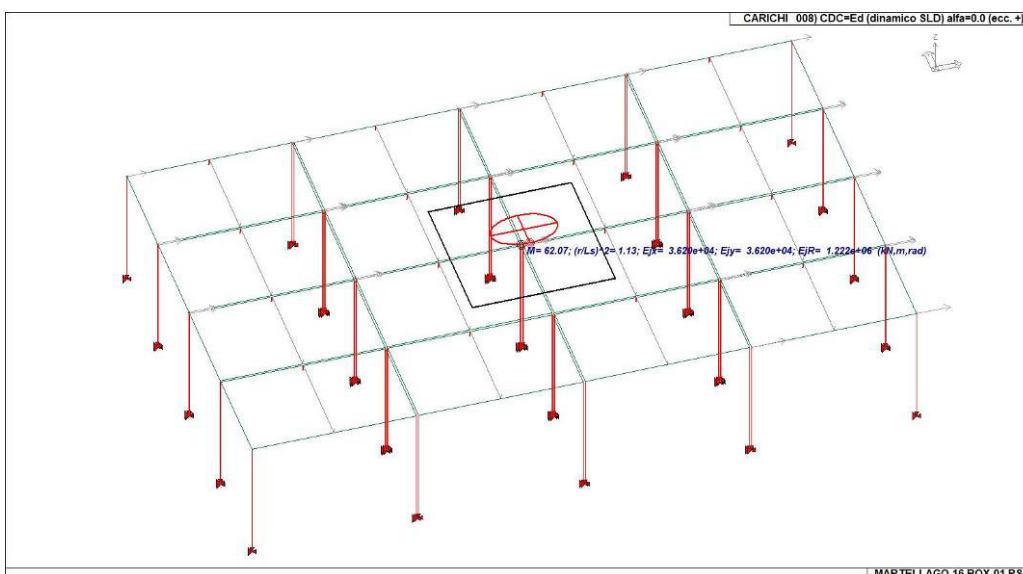 CARICHI 008) CDC=Ed (dinamico SLD) alfa=0.0 (ecc. +)
Z
M= 62.07; (r/Ls)^2= 1.13; Ejx= 3.620e+04; Ejy= 3.620e+04; EjR= 1.222e+06 (kN,m,rad)
MARTELLAGO 16 BOX 01.PS